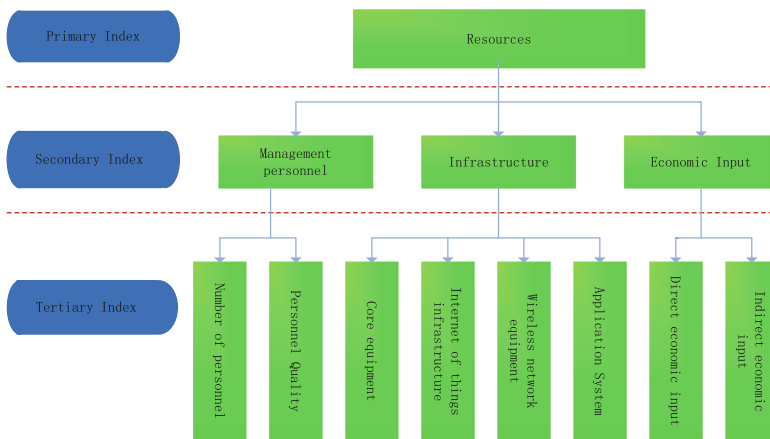 Primary Index
Resources
Secondary Index
Management
personnel
Infrastructure
Economic Input
Tertiary Index
Number of personnel
Personnel Quality
Core equipment
Internet of things
infrastructure
Wireless network
equipment
Application System
Direct economic input
Indirect economic
input